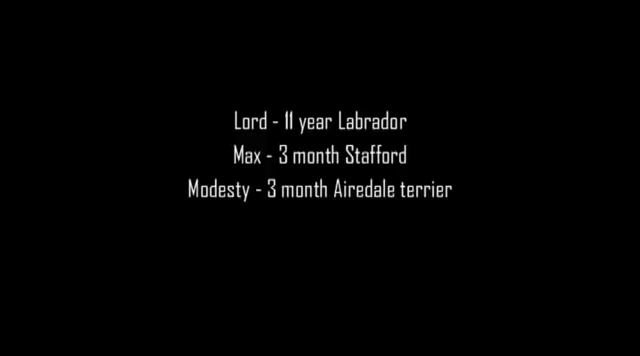 Lord - 11 year Labrador
Max - 3 month Stafford
Modesty - 3 month Airedale terrier